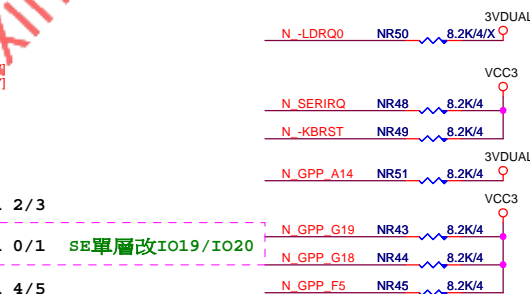 3VDUAL
N_-LDRQ0 NR50 8.2K/4/X
VCC3
N_SERIRQ NR48 8.2K/4
N_-KBRST NR49 8.2K/4
3VDUAL
N_GPP_A14 NR51 8.2K/4
VCC3
2/3
0/1 SE單層改IO19/IO20 N_GPP_G19 NR43 8.2K/4
N_GPP_G18 NR44 8.2K/4
4/5 N_GPP_F5 NR45 8.2K/4